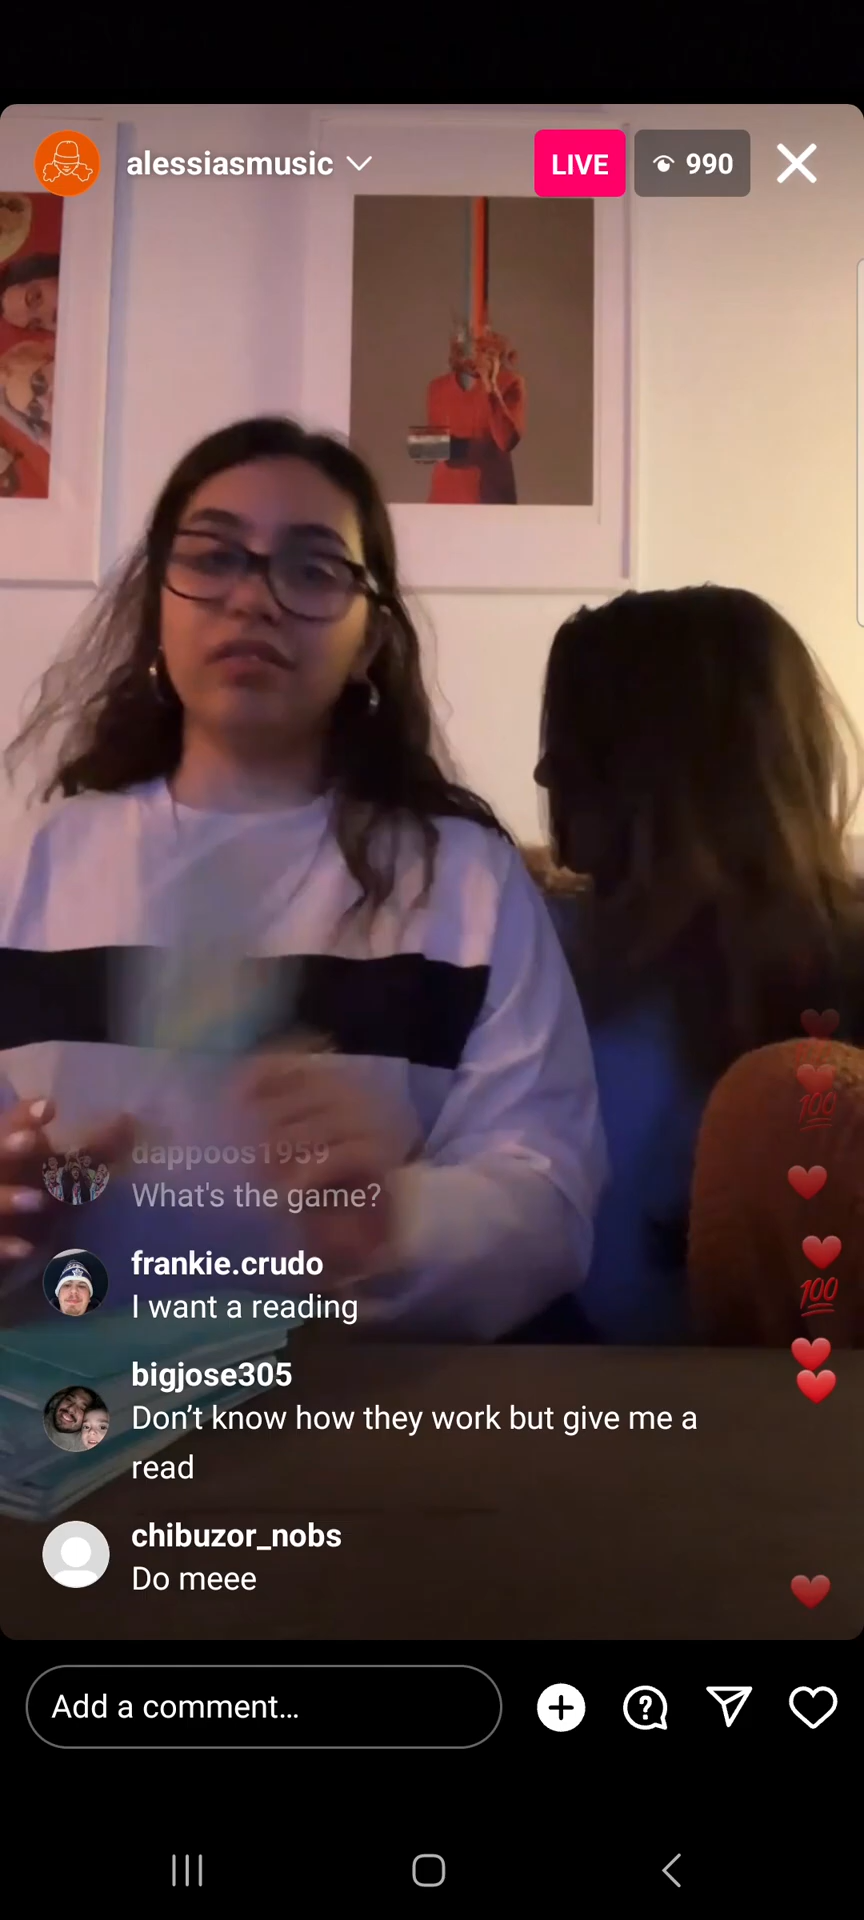 alessiasmusic
LIVE
990
dappoos1959
What's the game?
frankie.crudo
I want a reading
bigjose305
Don’t know how they work but give me a
read
chibuzor_nobs
Do meee
Add a comment...